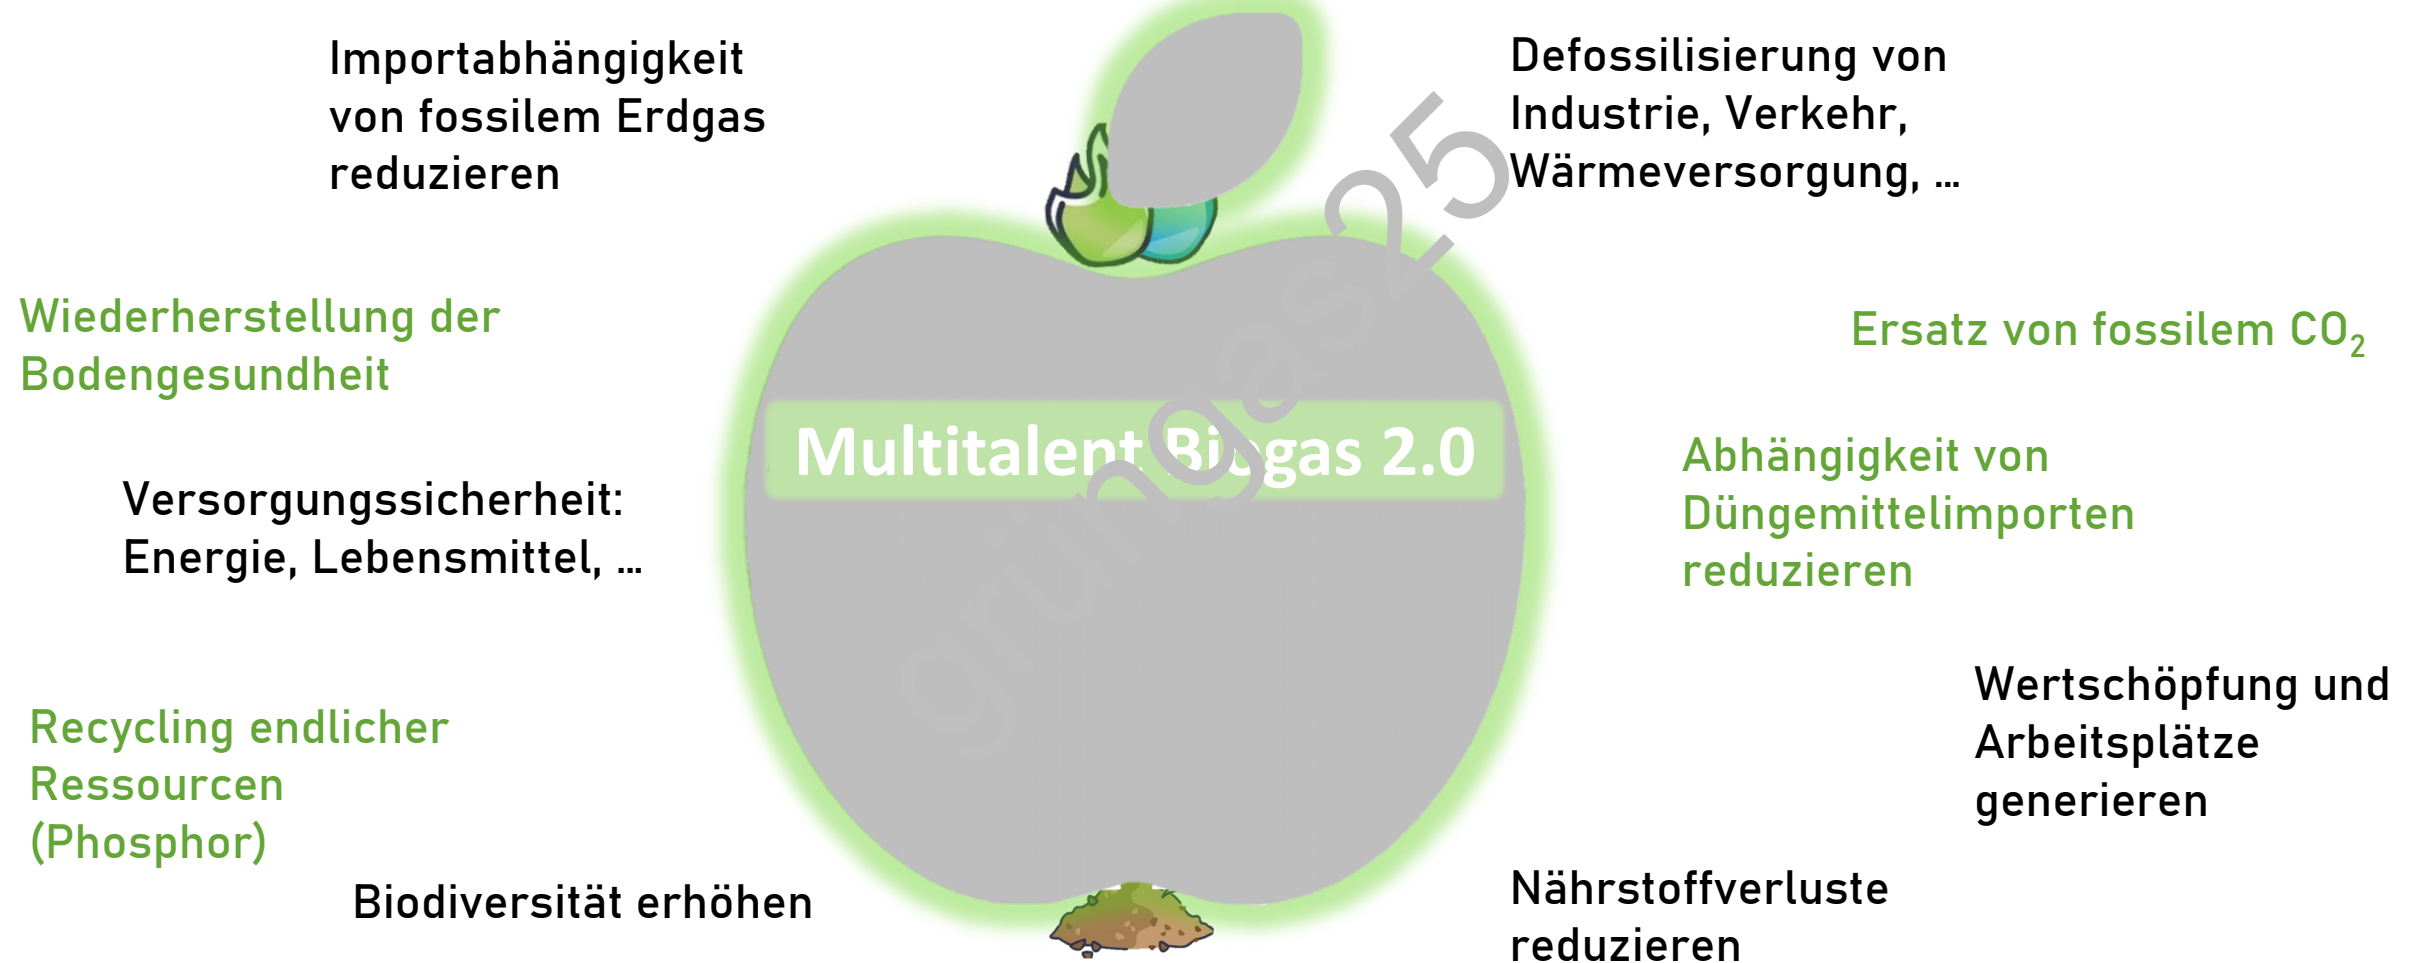 Importabhängigkeit
von fossilem Erdgas
reduzieren
Defossilisierung von
Industrie, Verkehr,
Wärmeversorgung, ...
Wiederherstellung der
Bodengesundheit
Ersatz von fossilem CO₂
Multitalent Biogas 2.0
Abhängigkeit von
Düngemittelimporten
reduzieren
Versorgungssicherheit:
Energie, Lebensmittel, ...
Wertschöpfung und
Arbeitsplätze
generieren
Recycling endlicher
Ressourcen
(Phosphor)
Biodiversität erhöhen
Nährstoffverluste
reduzieren
grüngas25